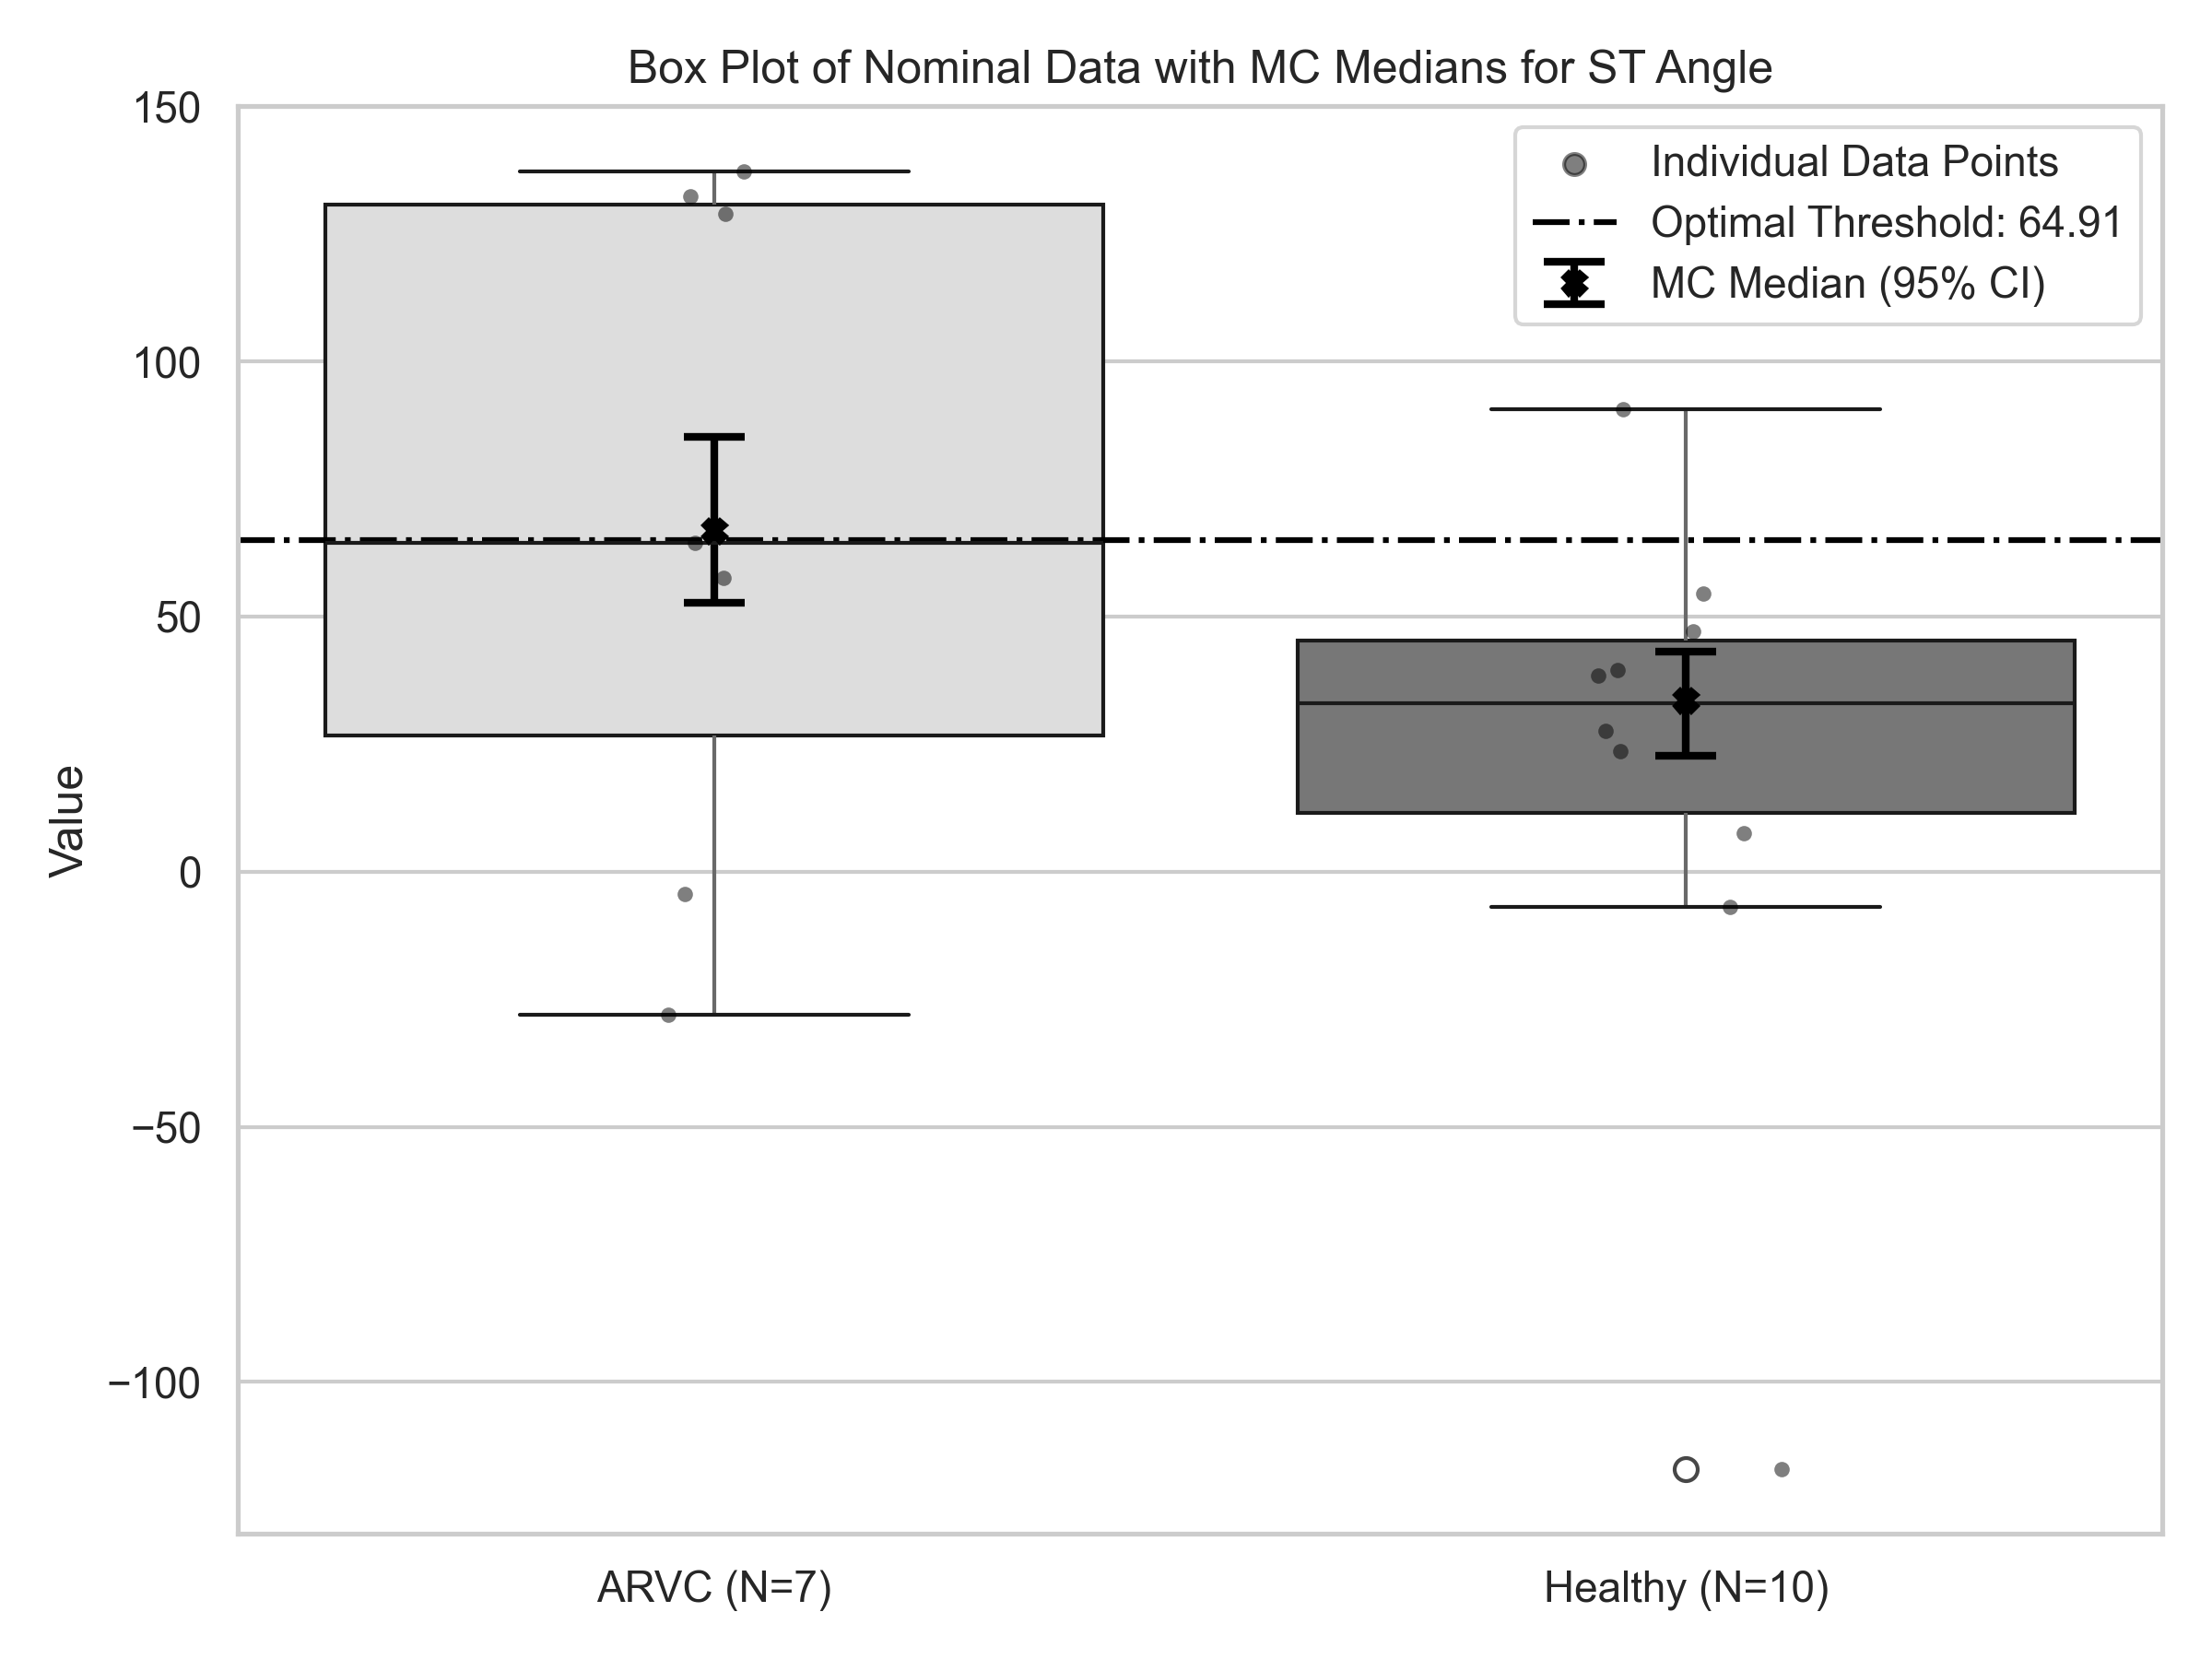 Box Plot of Nominal Data with MC Medians for ST Angle
150
100
50
0
−50
−100
Value
Individual Data Points
Optimal Threshold: 64.91
MC Median (95% CI)
ARVC (N=7)
Healthy (N=10)